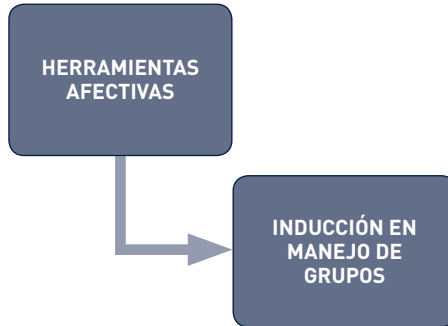 HERRAMIENTAS
AFECTIVAS
INDUCCIÓN EN
MANEJO DE
GRUPOS